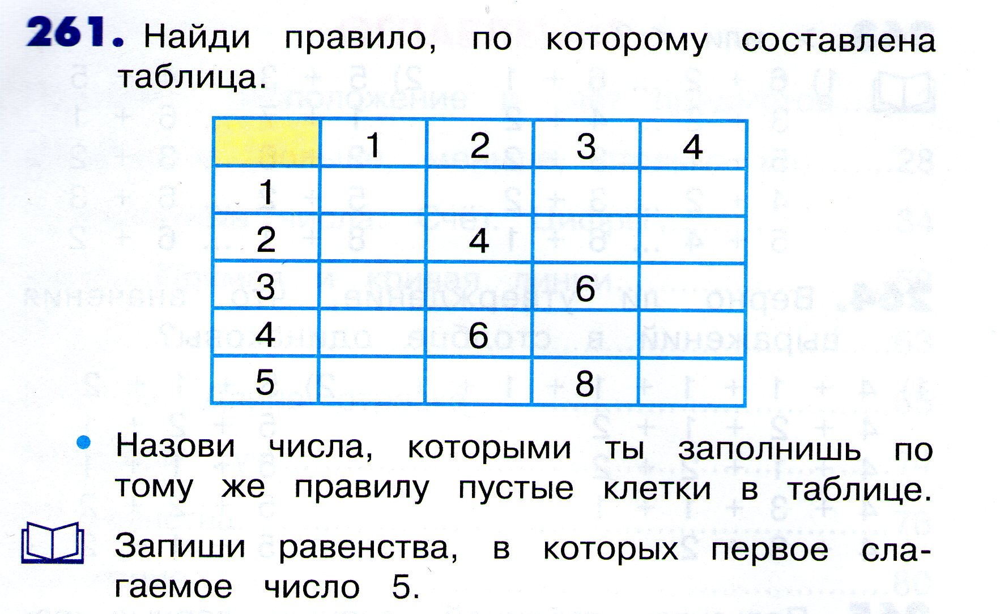 261. Найди правило, по которому составлена
таблица.
1 2 3 4
1
2 4
3 6
4 6
5 8
• Назови числа, которыми ты заполнишь по
тому же правилу пустые клетки в таблице.
Запиши равенства, в которых первое сла-
гаемое число 5.